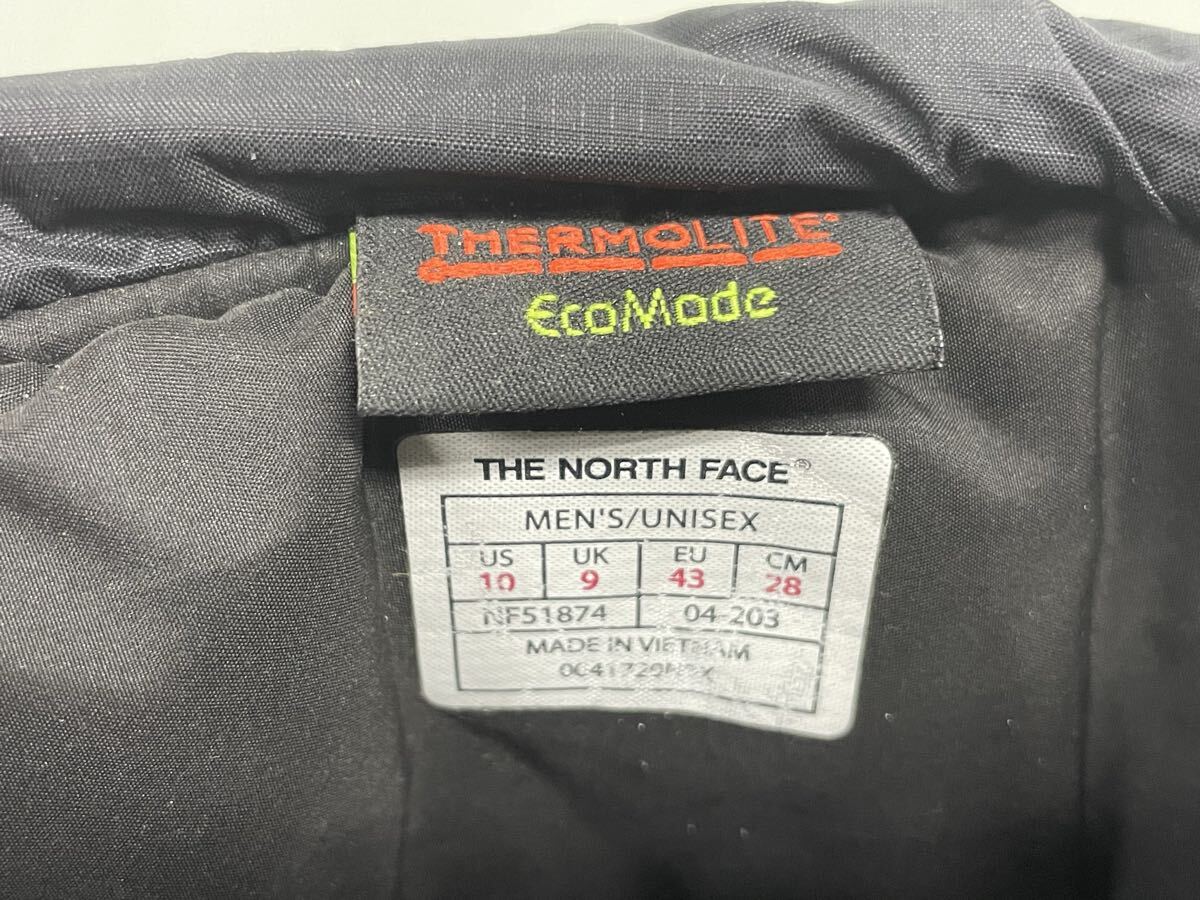 THERMOLITE®
EcoMade
THE NORTH FACE®
MEN'S/UNISEX
US UK EU CM
10 9 43 28
NF51874 04-203
MADE IN VIETNAM